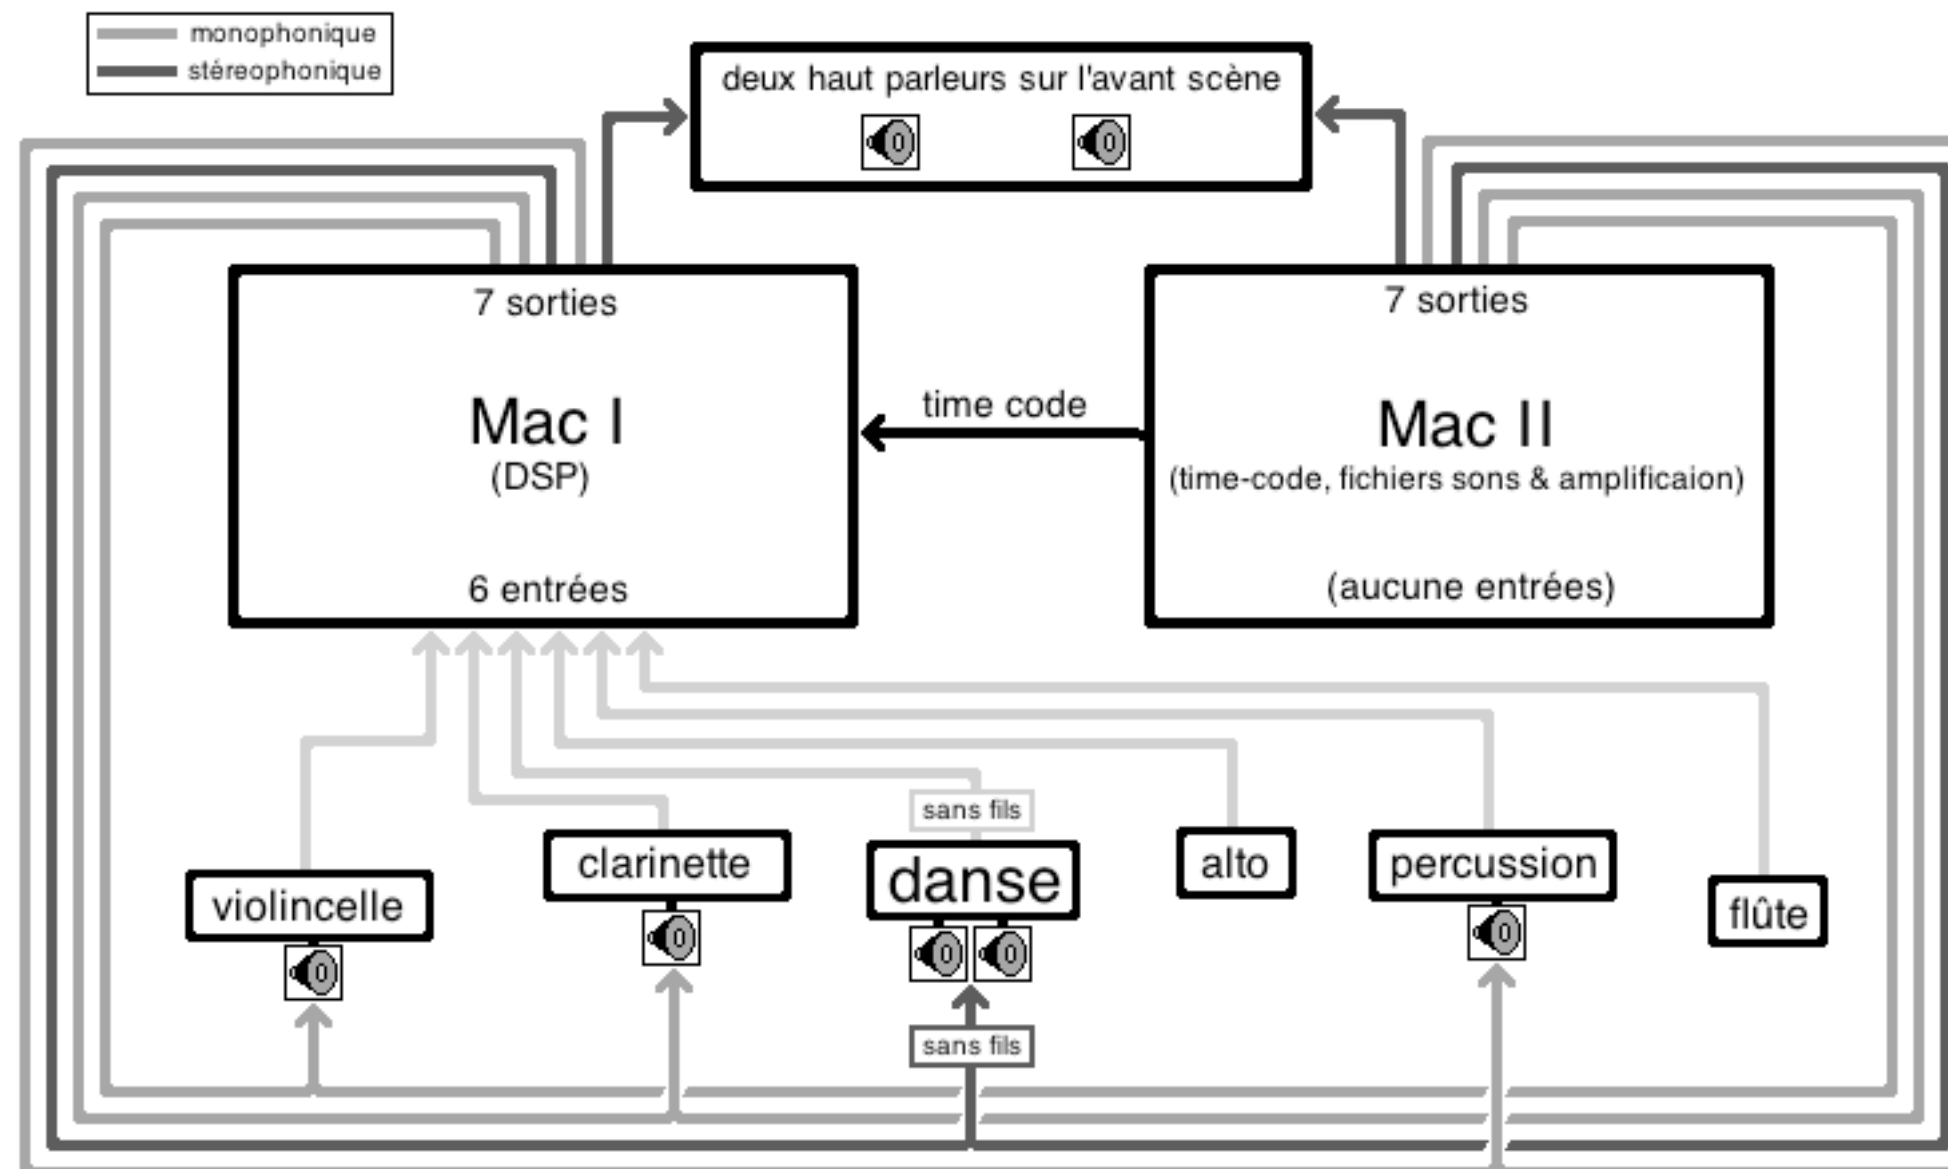 monophonique
stéreophonique
deux haut parleurs sur l'avant scène
7 sorties
7 sorties
Mac I
(DSP)
time code
Mac II
(time-code, fichiers sons & amplificaion)
6 entrées
(aucune entrées)
sans fils
violincelle
clarinette
danse
alto
percussion
flûte
sans fils